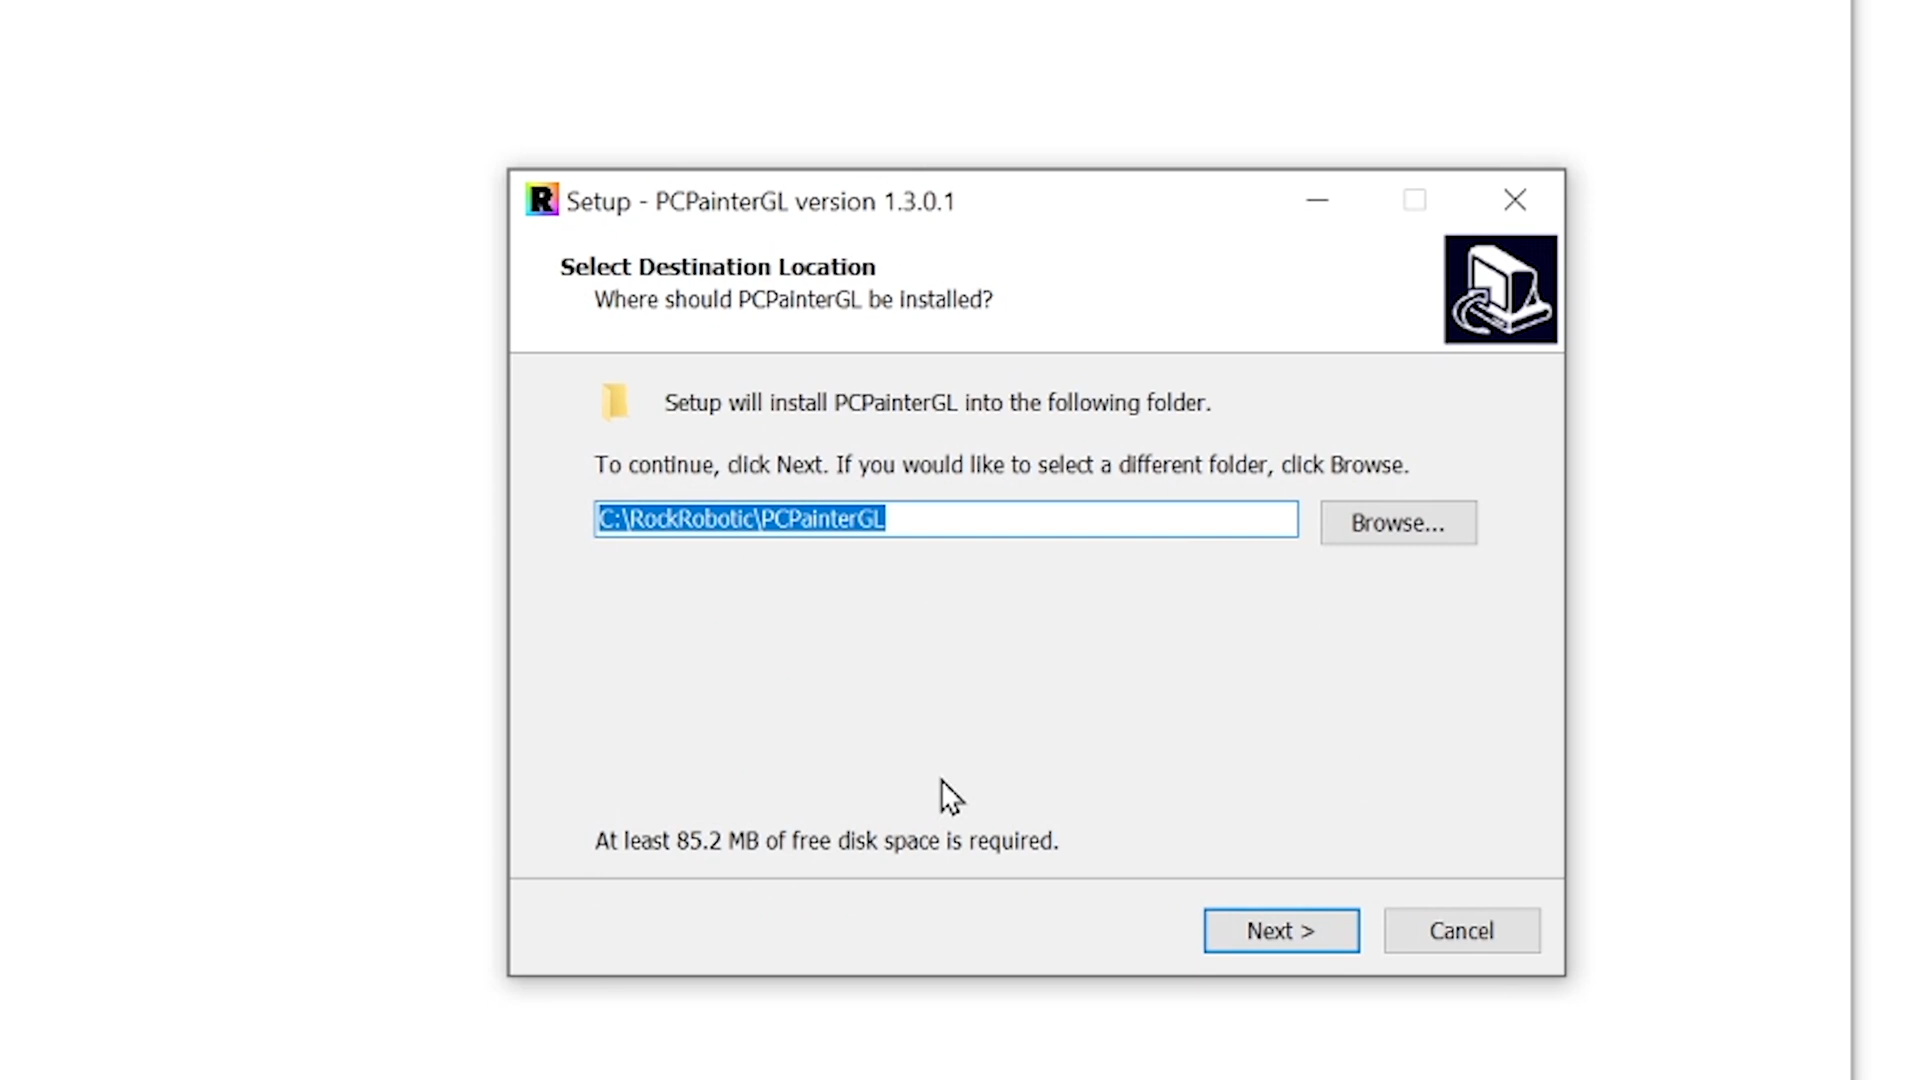 R Setup - PCPainterGL version 1.3.0.1
Select Destination Location
Where should PCPainterGL be installed?
Setup will install PCPainterGL into the following folder.
To continue, click Next. If you would like to select a different folder, click Browse.
C:\RockRobotic\PCPainterGL
Browse...
At least 85.2 MB of free disk space is required.
Next >
Cancel